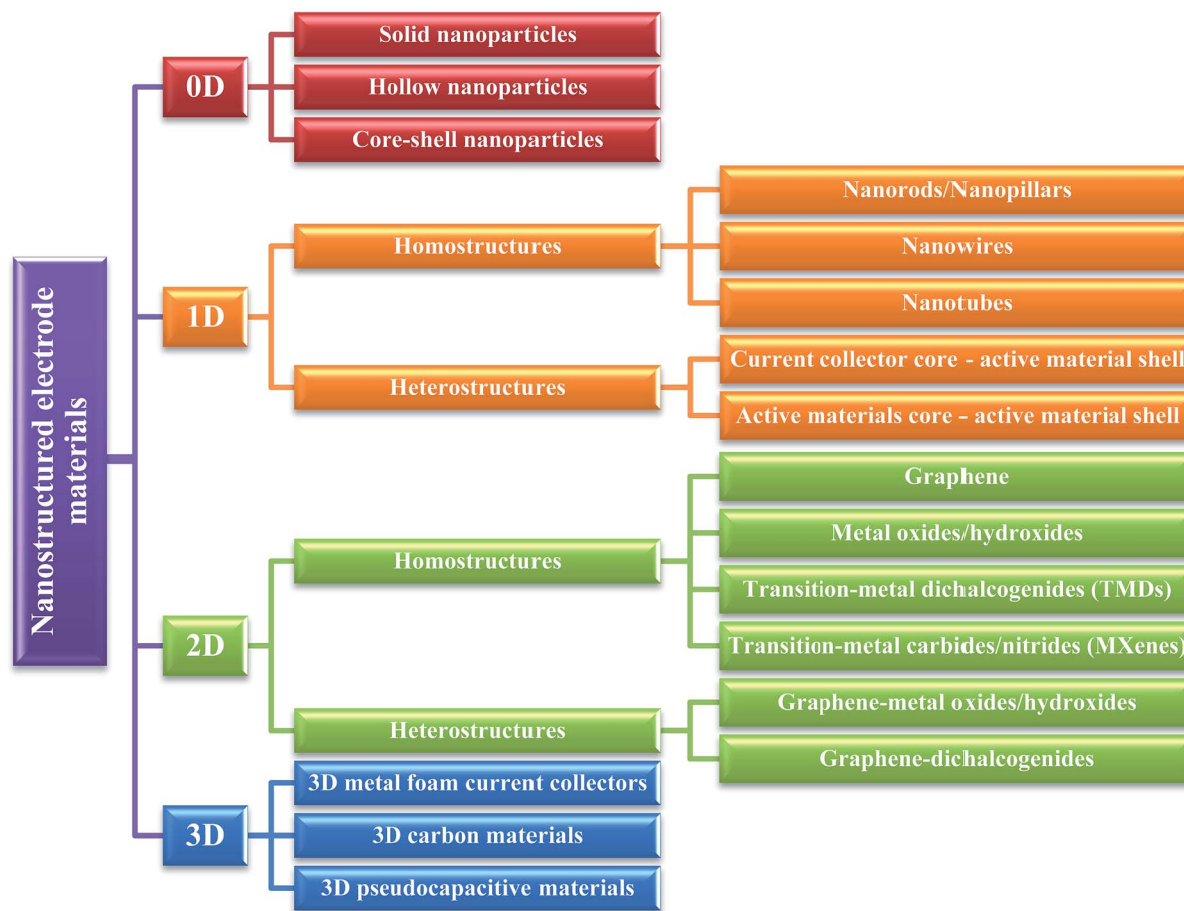 Nanostructured electrode
materials
0D
Solid nanoparticles
Hollow nanoparticles
Core-shell nanoparticles
1D
Homostructures
Nanorods/Nanopillars
Nanowires
Nanotubes
Heterostructures
Current collector core - active material shell
Active materials core – active material shell
2D
Homostructures
Graphene
Metal oxides/hydroxides
Transition-metal dichalcogenides (TMDs)
Transition-metal carbides/nitrides (MXenes)
Heterostructures
Graphene-metal oxides/hydroxides
Graphene-dichalcogenides
3D
3D metal foam current collectors
3D carbon materials
3D pseudocapacitive materials